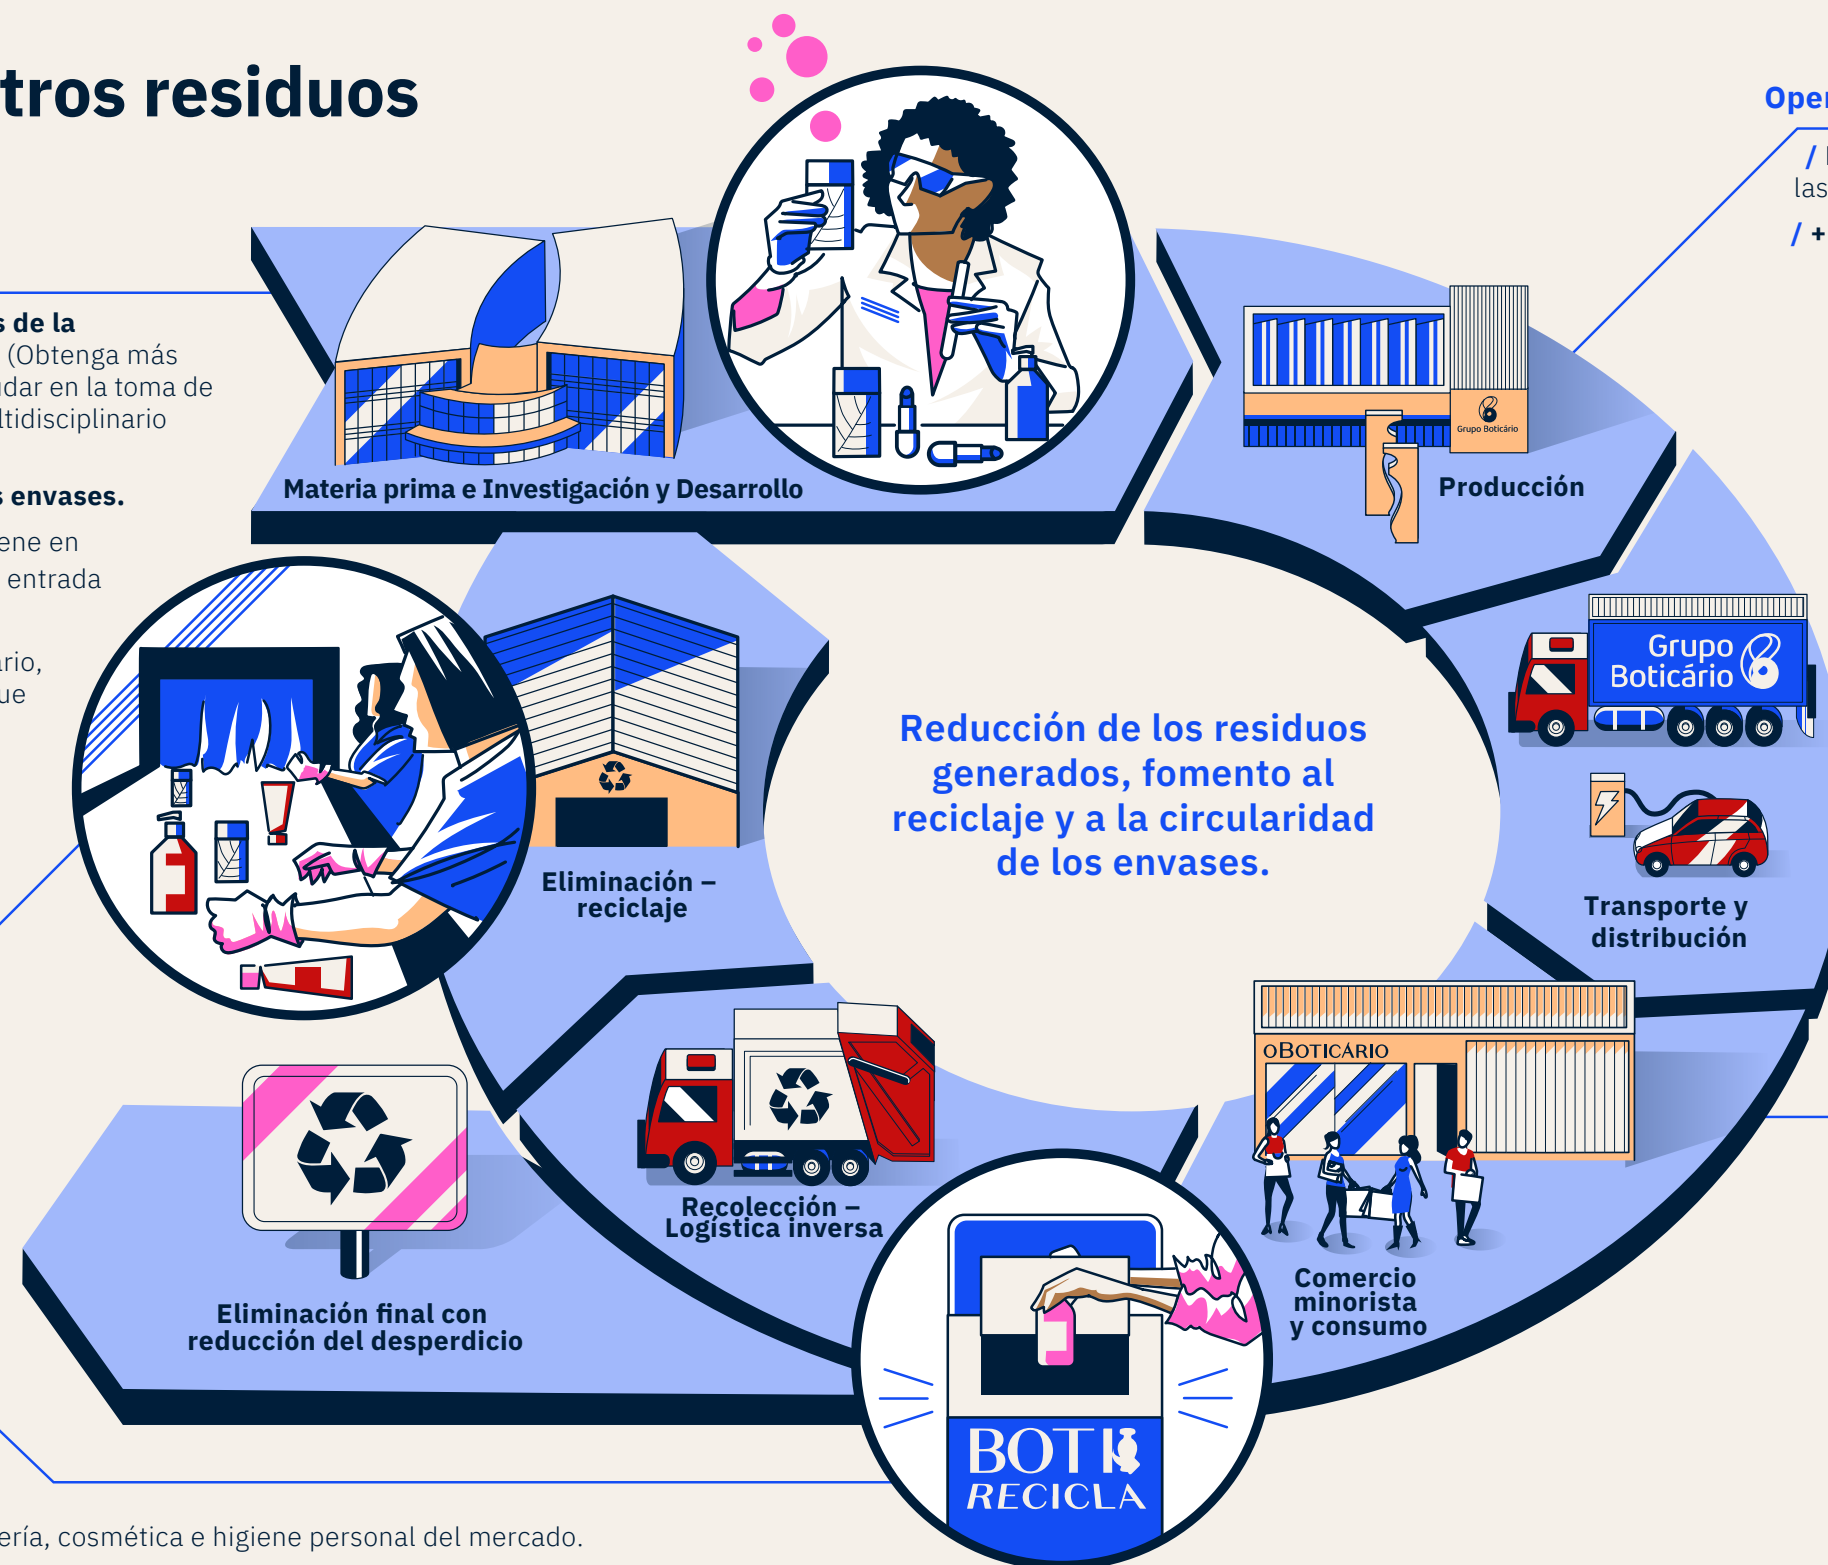 tros residuos
Oper
/
las
/ +
s de la
(Obtenga más
udar en la toma de
ltidisciplinario
s envases.
ene en
entrada
ario,
ue
Materia prima e Investigación y Desarrollo
Grupo Boticário
Producción
Grupo
Boticário
Transporte y
distribución
Reducción de los residuos
generados, fomento al
reciclaje y a la circularidad
de los envases.
Eliminación –
reciclaje
OBOTICÁRIO
Comercio
minorista
y consumo
Recolección –
Logística inversa
Eliminación final con
reducción del desperdicio
BOTI
RECICLA
ería, cosmética e higiene personal del mercado.